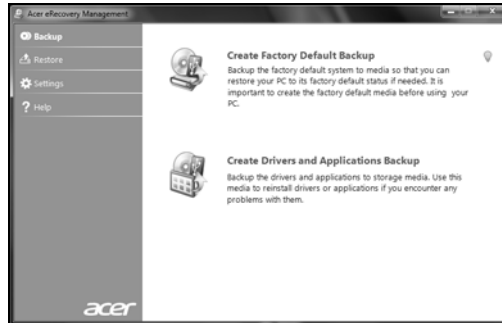 Acer eRecovery Management
Backup
Restore
Settings
Help
Create Factory Default Backup
Backup the factory default system to media so that you can
restore your PC to its factory default status if needed. It is
important to create the factory default media before using your
PC.
Create Drivers and Applications Backup
Backup the drivers and applications to storage media. Use this
media to reinstall drivers or applications if you encounter any
problems with them.
acer